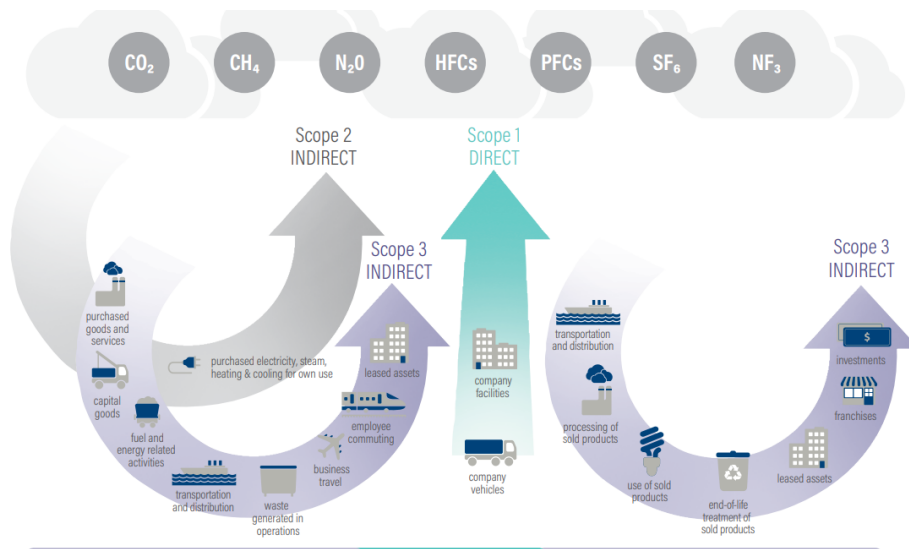 CO₂
CH₄
N₂0
HFCs
PFCs
SF₆
NF₃
Scope 2
INDIRECT
Scope 1
DIRECT
Scope 3
INDIRECT
Scope 3
INDIRECT
purchased
goods and
services
capital
goods
fuel and
energy related
activities
transportation
and distribution
waste
generated in
operations
business
travel
employee
commuting
leased assets
purchased electricity, steam,
heating & cooling for own use
company
facilities
company
vehicles
transportation
and distribution
processing of
sold products
use of sold
products
end-of-life
treatment of
sold products
leased assets
franchises
$
investments